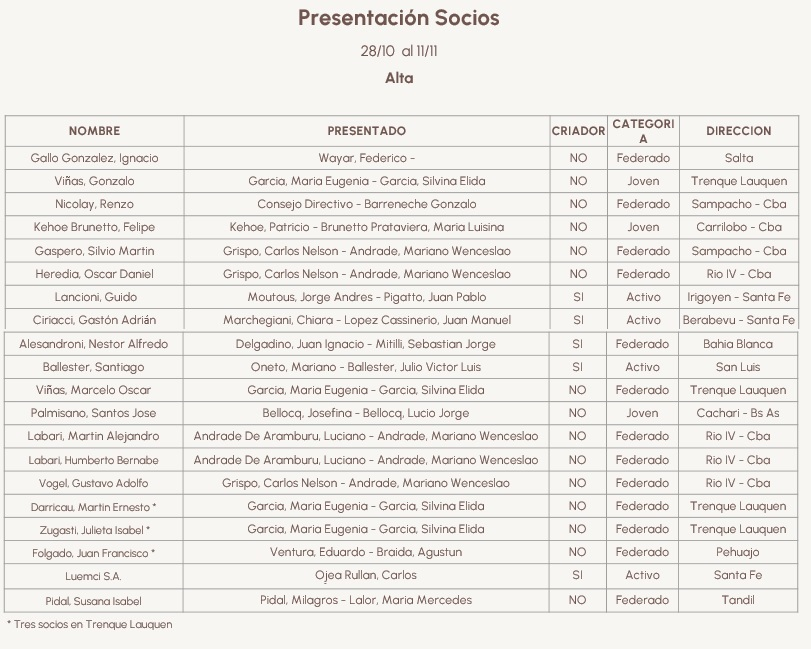 Presentación Socios
28/10 al 11/11
Alta
NOMBRE PRESENTADO CRIADOR CATEGORI A DIRECCION
Gallo Gonzalez, Ignacio Wayar, Federico - NO Federado Salta
Viñas, Gonzalo Garcia, Maria Eugenia - Garcia, Silvina Elida NO Joven Trenque Lauquen
Nicolay, Renzo Consejo Directivo - Barreneche Gonzalo NO Federado Sampacho - Cba
Kehoe Brunetto, Felipe Kehoe, Patricio - Brunetto Prataviera, Maria Luisina NO Joven Carrilobo - Cba
Gaspero, Silvio Martin Grispo, Carlos Nelson - Andrade, Mariano Wenceslao NO Federado Sampacho - Cba
Heredia, Oscar Daniel Grispo, Carlos Nelson - Andrade, Mariano Wenceslao NO Federado Rio IV - Cba
Lancioni, Guido Moutous, Jorge Andres - Pigatto, Juan Pablo SI Activo Irigoyen - Santa Fe
Ciriacci, Gastón Adrián Marchegiani, Chiara - Lopez Cassinerio, Juan Manuel SI Activo Berabevu - Santa Fe
Alesandroni, Nestor Alfredo Delgadino, Juan Ignacio - Mitilli, Sebastian Jorge SI Federado Bahia Blanca
Ballester, Santiago Oneto, Mariano - Ballester, Julio Victor Luis SI Activo San Luis
Viñas, Marcelo Oscar Garcia, Maria Eugenia - Garcia, Silvina Elida NO Federado Trenque Lauquen
Palmisano, Santos Jose Bellocq, Josefina - Bellocq, Lucio Jorge NO Joven Cachari - Bs As
Labari, Martin Alejandro Andrade De Aramburu, Luciano - Andrade, Mariano Wenceslao NO Federado Rio IV - Cba
Labari, Humberto Bernabe Andrade De Aramburu, Luciano - Andrade, Mariano Wenceslao NO Federado Rio IV - Cba
Vogel, Gustavo Adolfo Grispo, Carlos Nelson - Andrade, Mariano Wenceslao NO Federado Rio IV - Cba
Darricau, Martin Ernesto * Garcia, Maria Eugenia - Garcia, Silvina Elida NO Federado Trenque Lauquen
Zugasti, Julieta Isabel * Garcia, Maria Eugenia - Garcia, Silvina Elida NO Federado Trenque Lauquen
Folgado, Juan Francisco * Ventura, Eduardo - Braida, Agustun NO Federado Pehuajo
Luemci S.A. Ojea Rullan, Carlos SI Activo Santa Fe
Pidal, Susana Isabel Pidal, Milagros - Lalor, Maria Mercedes NO Federado Tandil
* Tres socios en Trenque Lauquen